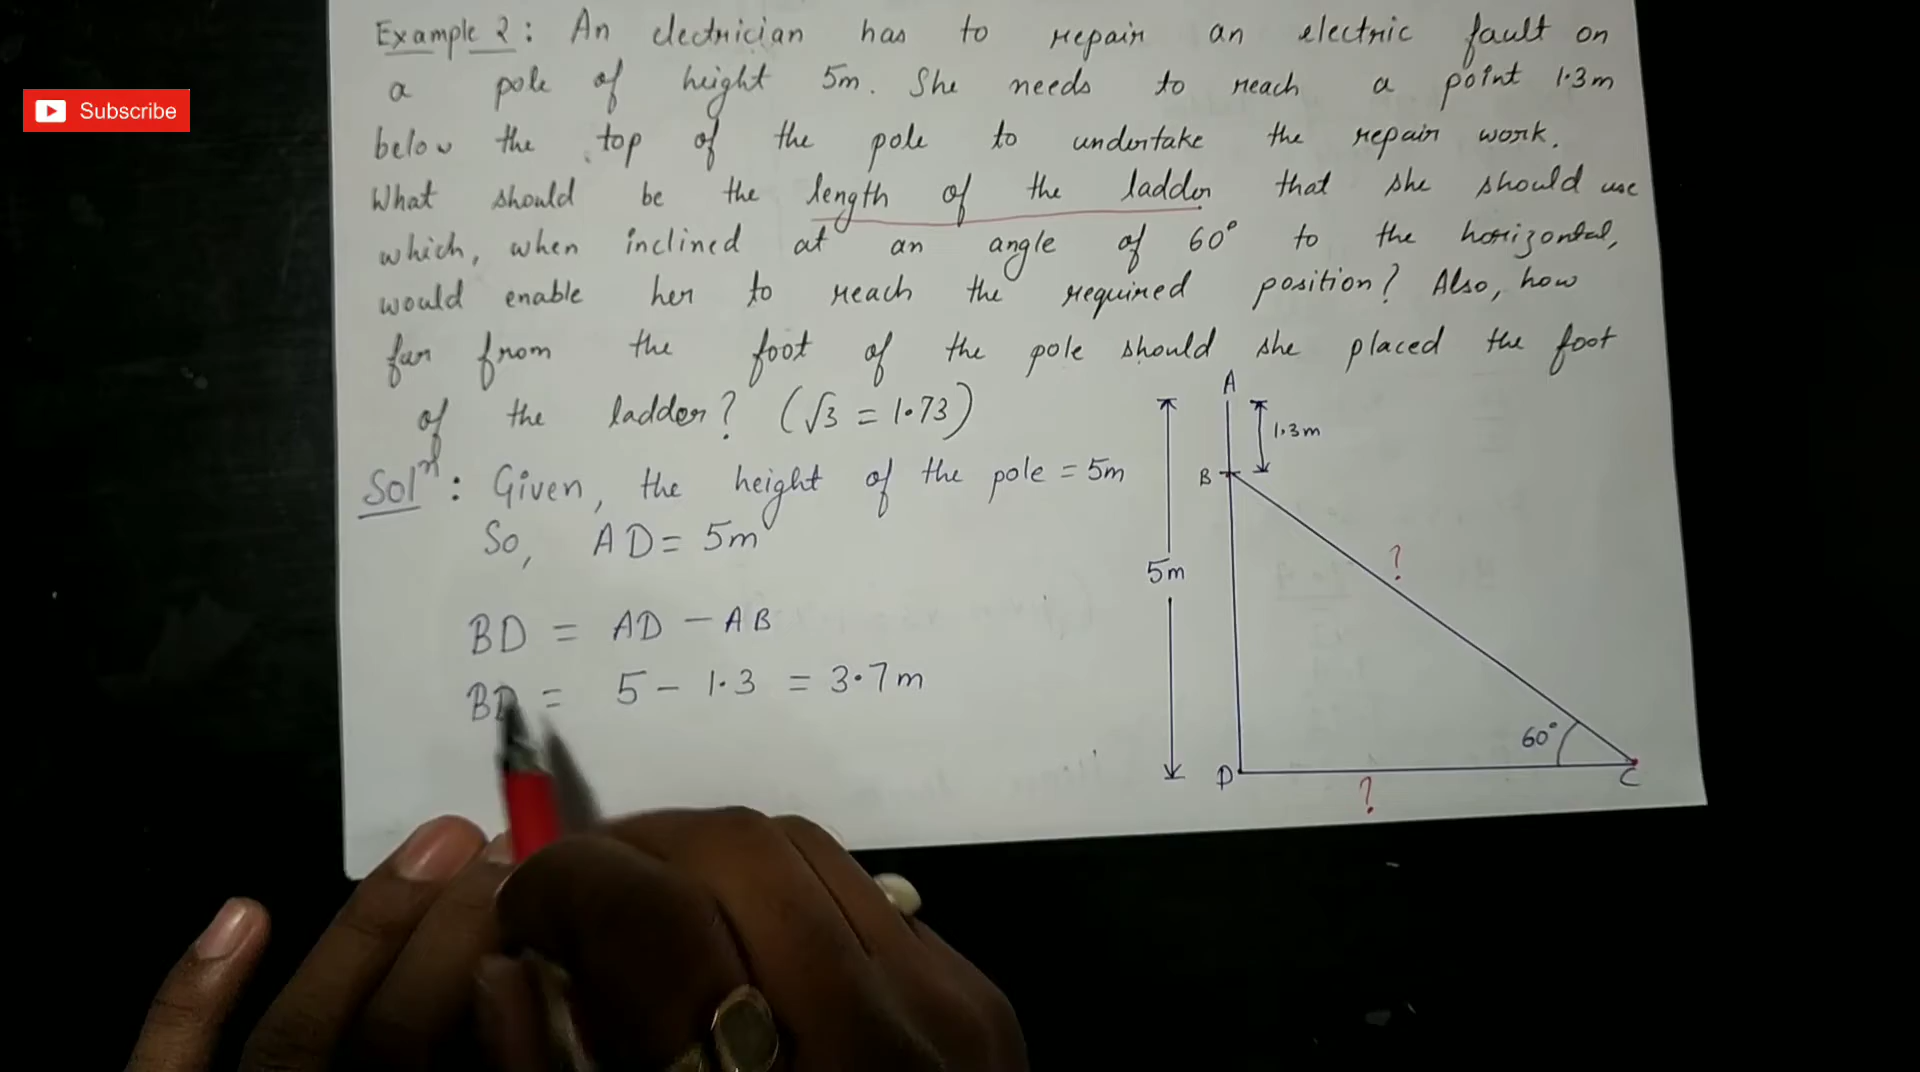 Subscribe
Example 2: An electrician has to repair an electric fault on
a pole of height 5m. She needs to reach a point 1.3m
below the top of the pole to undertake the repair work.
What should be the length of the ladder that she should use
which, when inclined at an angle of 60° to the horizontal,
would enable her to reach the required position? Also, how
far from the foot of the pole should she placed the foot
of the ladder? (√3 = 1.73)
Solⁿ: Given, the height of the pole = 5m
So, AD = 5m
BD = AD - AB
BD = 5 - 1.3 = 3.7m
A
1.3m
B
?
5m
60°
D
C
?